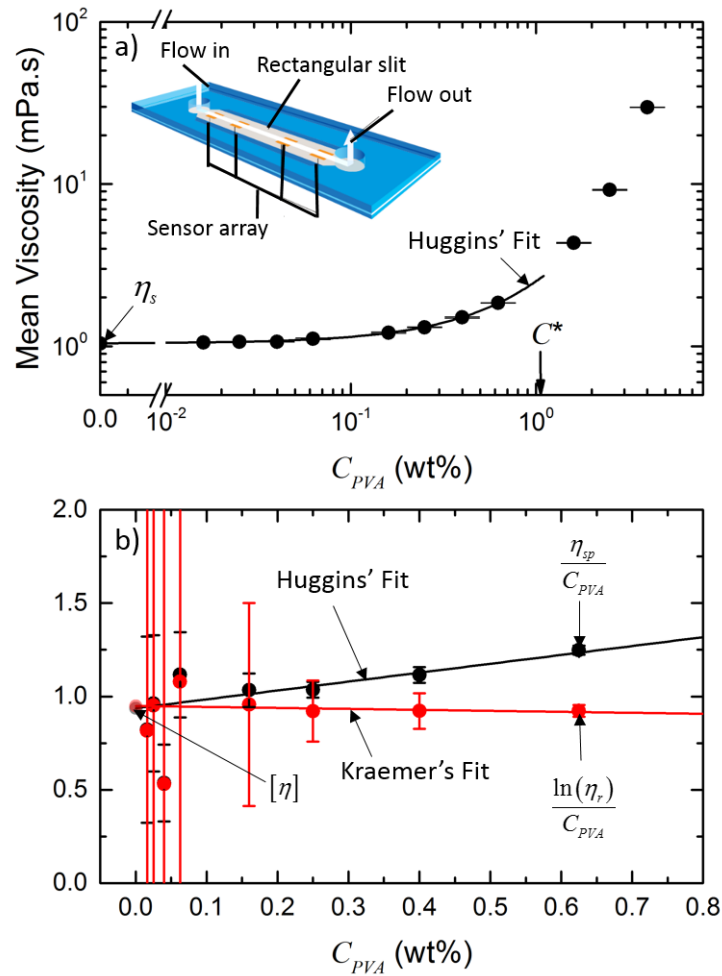 a)
Flow in
Rectangular slit
Flow out
Sensor array
Huggins’ Fit
η_s
C*
Mean Viscosity (mPa.s)
10²
10¹
10⁰
0.0
10⁻²
10⁻¹
10⁰
C_PVA (wt%)
b)
Huggins’ Fit
η_sp
C_PVA
Kraemer’s Fit
[η]
ln(η_r)
C_PVA
2.0
1.5
1.0
0.5
0.0
0.0 0.1 0.2 0.3 0.4 0.5 0.6 0.7 0.8
C_PVA (wt%)